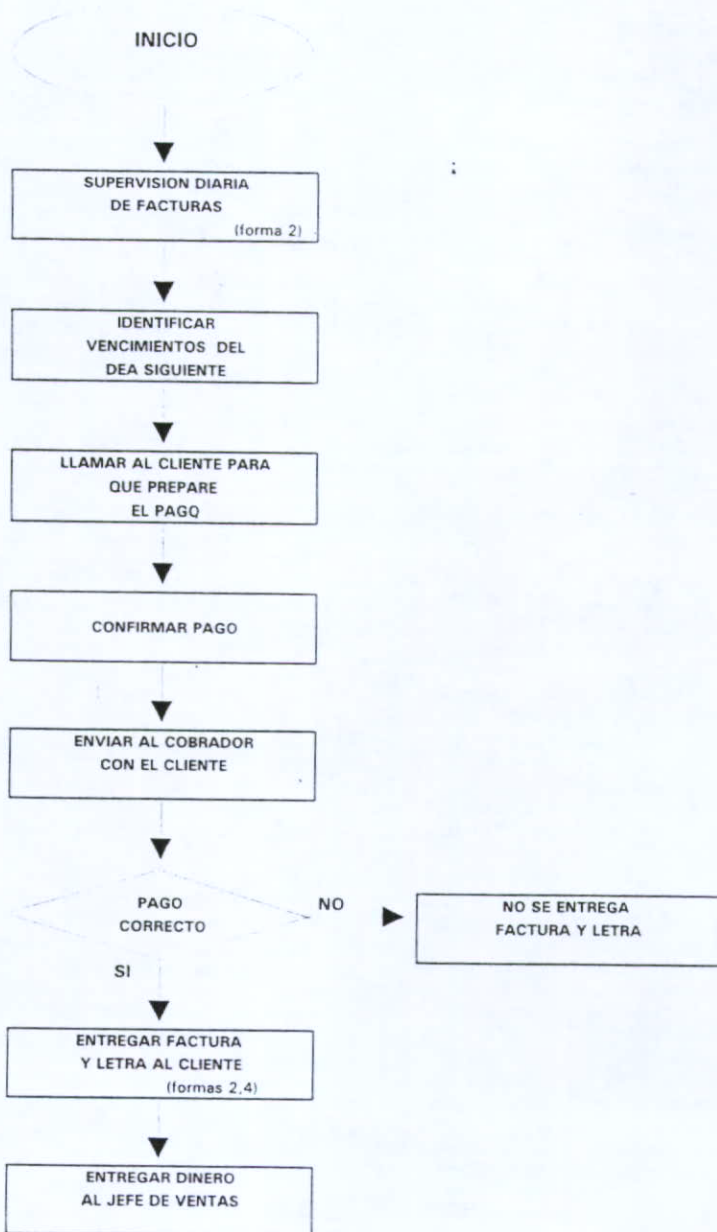 INICIO
SUPERVISION DIARIA
DE FACTURAS
(forma 2)
IDENTIFICAR
VENCIMIENTOS DEL
DEA SIGUIENTE
LLAMAR AL CLIENTE PARA
QUE PREPARE
EL PAGO
CONFIRMAR PAGO
ENVIAR AL COBRADOR
CON EL CLIENTE
PAGO
CORRECTO
NO
NO SE ENTREGA
FACTURA Y LETRA
SI
ENTREGAR FACTURA
Y LETRA AL CLIENTE
(formas 2,4)
ENTREGAR DINERO
AL JEFE DE VENTAS